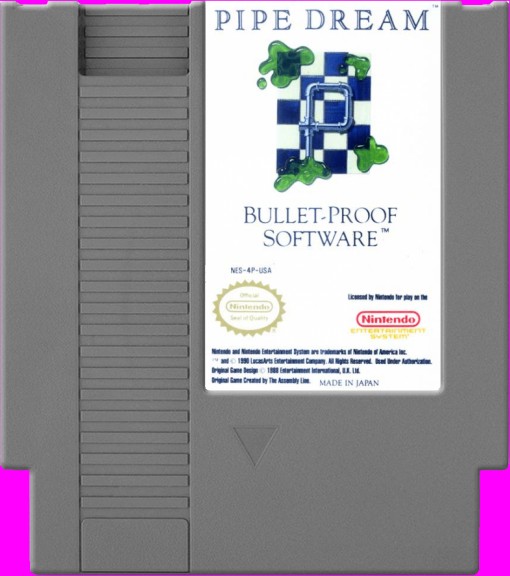 PIPE DREAM™
BULLET-PROOF
SOFTWARE™
NES-4P-USA
Official
Nintendo
Seal of Quality
Licensed by Nintendo for play on the
Nintendo
ENTERTAINMENT
SYSTEM
Nintendo and Nintendo Entertainment System are trademarks of Nintendo of America Inc.
™ and © 1990 LucasArts Entertainment Company. All Rights Reserved. Used Under Authorization.
Original Game Design © 1989 Entertainment International, U.K. Ltd.
Original Game Created by The Assembly Line. MADE IN JAPAN